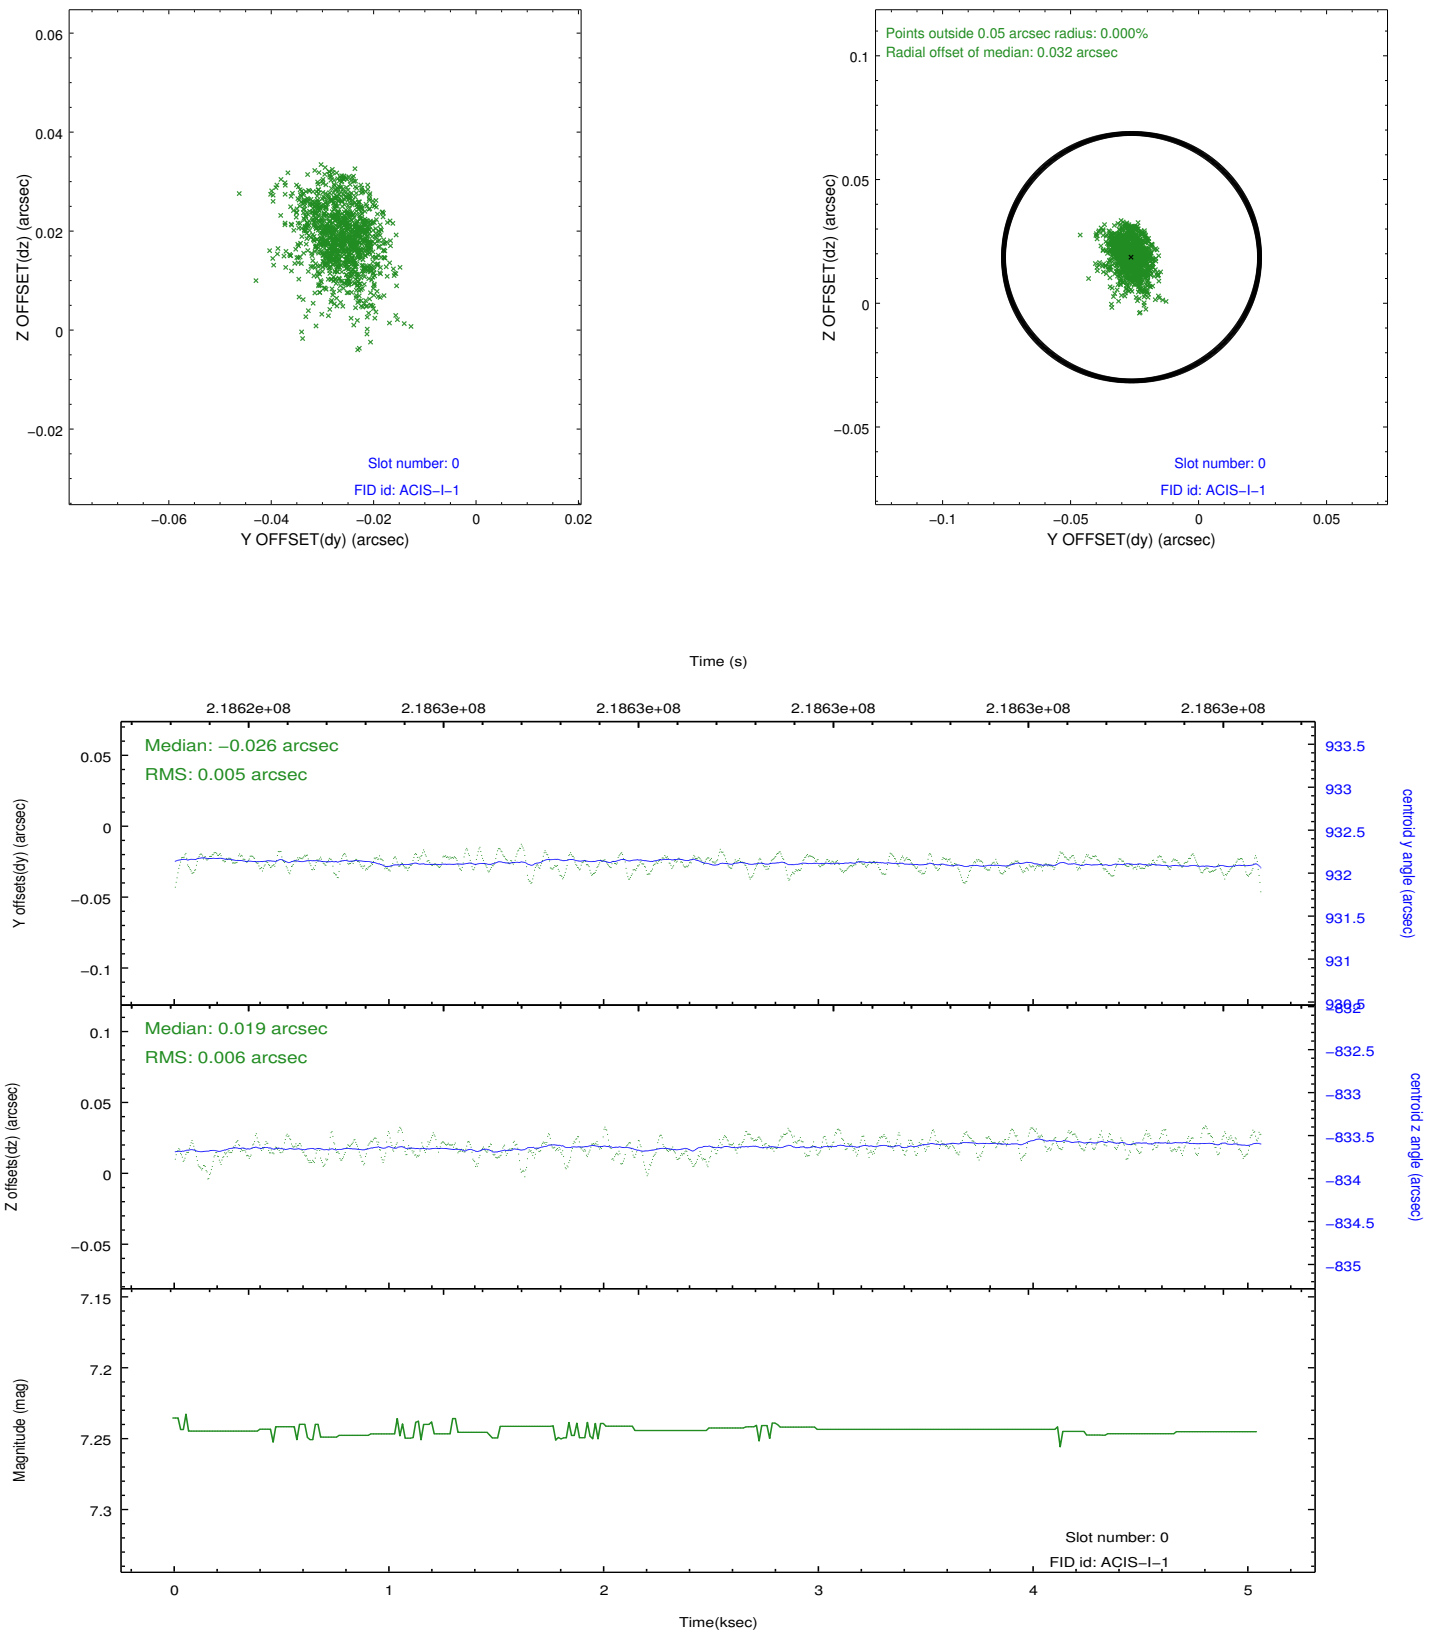 0.06
0.04
0.02
0
−0.02
Z OFFSET(dz) (arcsec)
Slot number: 0
FID id: ACIS−I−1
−0.06
−0.04
−0.02
0
0.02
Y OFFSET(dy) (arcsec)
Points outside 0.05 arcsec radius: 0.000%
Radial offset of median: 0.032 arcsec
0.1
0.05
0
−0.05
Z OFFSET(dz) (arcsec)
Slot number: 0
FID id: ACIS−I−1
−0.1
−0.05
0
0.05
Y OFFSET(dy) (arcsec)
Time (s)
2.1862e+08
2.1863e+08
2.1863e+08
2.1863e+08
2.1863e+08
2.1863e+08
Median: −0.026 arcsec
RMS: 0.005 arcsec
0.05
0
−0.05
−0.1
Y offsets(dy) (arcsec)
933.5
933
932.5
932
931.5
931
930.5
centroid y angle (arcsec)
Median: 0.019 arcsec
RMS: 0.006 arcsec
0.1
0.05
0
−0.05
Z offsets(dz) (arcsec)
−832
−832.5
−833
−833.5
−834
−834.5
−835
centroid z angle (arcsec)
7.15
7.2
7.25
7.3
Magnitude (mag)
Slot number: 0
FID id: ACIS−I−1
0
1
2
3
4
5
Time(ksec)